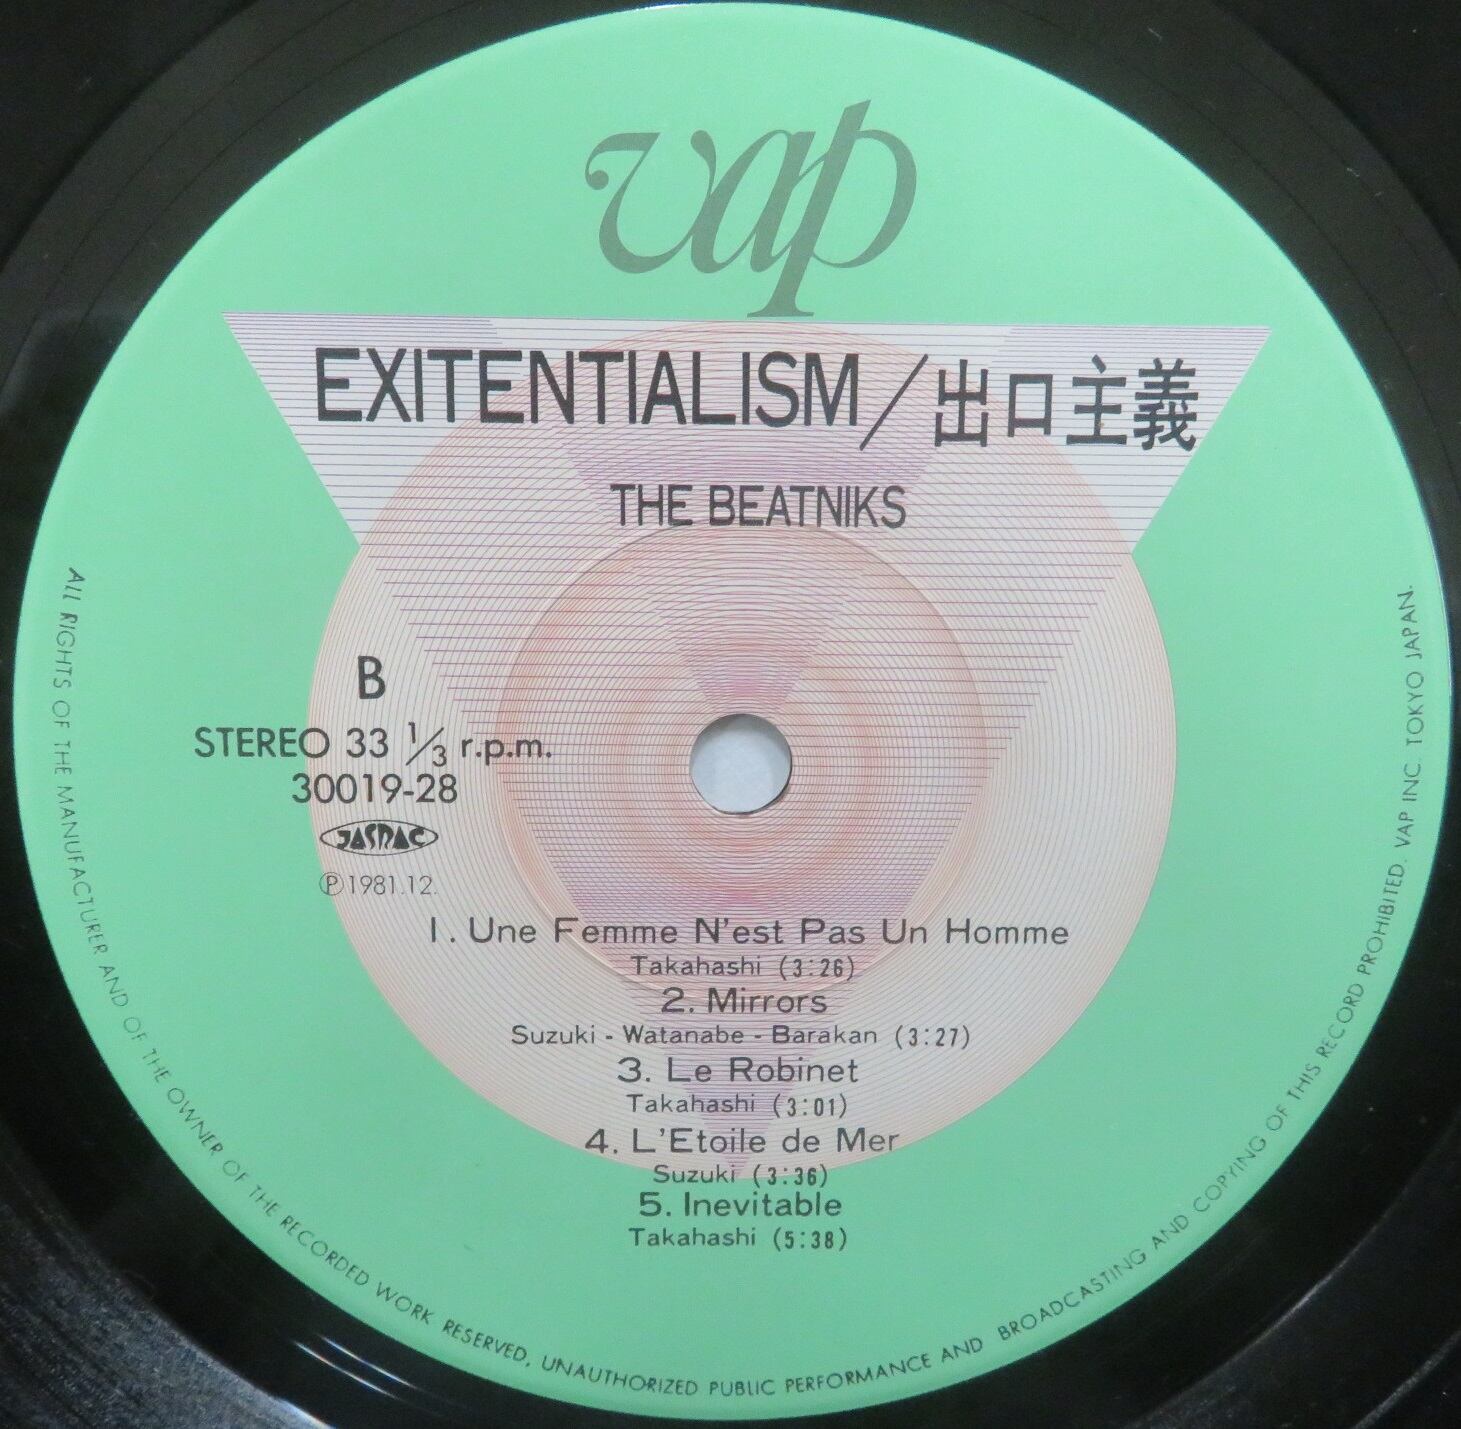 vap
EXITENTIALISM/出口主義
THE BEATNIKS
B
STEREO 33 1/3 r.p.m.
30019-28
JASRAC
Ⓟ1981.12.
1. Une Femme N'est Pas Un Homme
Takahashi (3:26)
2. Mirrors
Suzuki - Watanabe - Barakan (3:27)
3. Le Robinet
Takahashi (3:01)
4. L'Etoile de Mer
Suzuki (3:36)
5. Inevitable
Takahashi (5:38)
ALL RIGHTS OF THE MANUFACTURER AND OF THE OWNER OF THE RECORDED WORK RESERVED, UNAUTHORIZED PUBLIC PERFORMANCE AND BROADCASTING AND COPYING OF THIS RECORD PROHIBITED. VAP INC. TOKYO JAPAN.